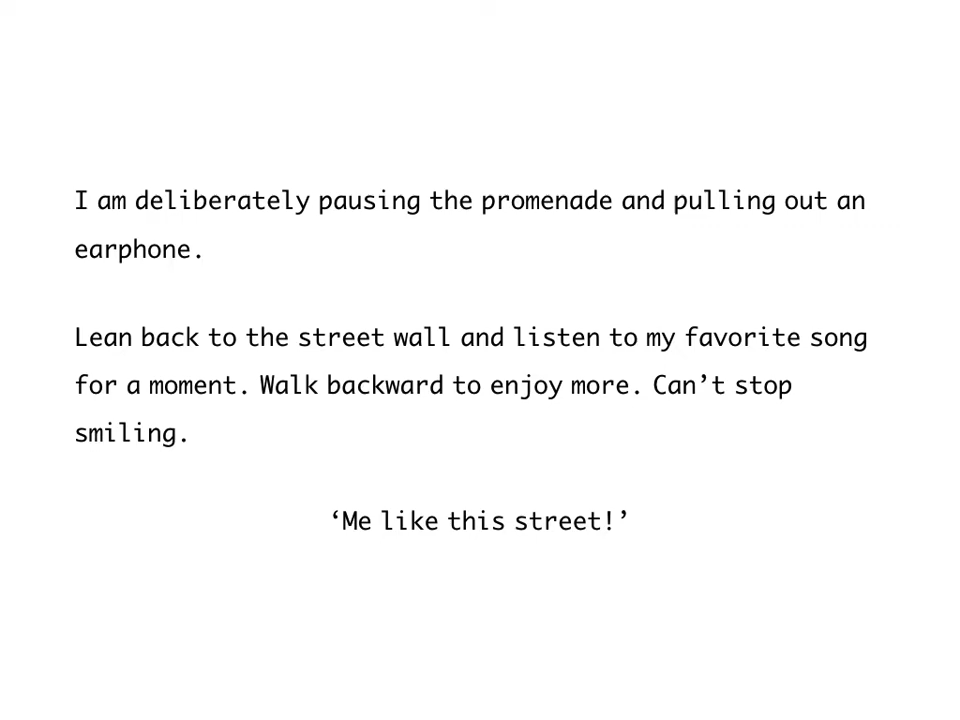 I am deliberately pausing the promenade and pulling out an
earphone.
Lean back to the street wall and listen to my favorite song
for a moment. Walk backward to enjoy more. Can’t stop
smiling.
‘Me like this street!’